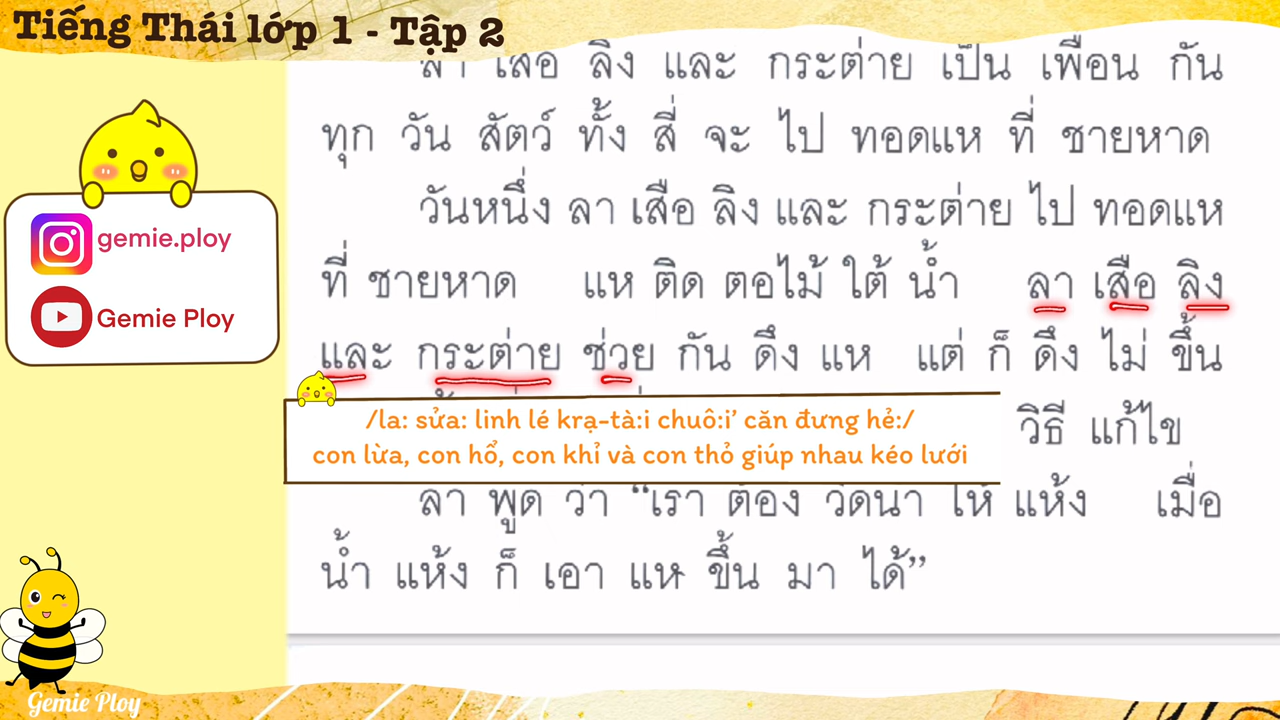 Tiếng Thái lớp 1 - Tập 2
ลา เสือ ลิง และ กระต่าย เป็น เพื่อน กัน
ทุก วัน สัตว์ ทั้ง สี่ จะ ไป ทอดแห ที่ ชายหาด
วันหนึ่ง ลา เสือ ลิง และ กระต่าย ไป ทอดแห
ที่ ชายหาด แห ติด ตอไม้ ใต้ น้ำ ลา เสือ ลิง
และ กระต่าย ช่วย กัน ดึง แห แต่ ก็ ดึง ไม่ ขึ้น
วิธี แก้ไข
ลา พูด ว่า “เรา ต้อง วิดน้ำ ให้ แห้ง เมื่อ
น้ำ แห้ง ก็ เอา แห ขึ้น มา ได้”
/la: sửa: linh lé krạ-tà:i chuô:i’ căn đưng hẻ:/
con lừa, con hổ, con khỉ và con thỏ giúp nhau kéo lưới
gemie.ploy
Gemie Ploy
Gemie Ploy